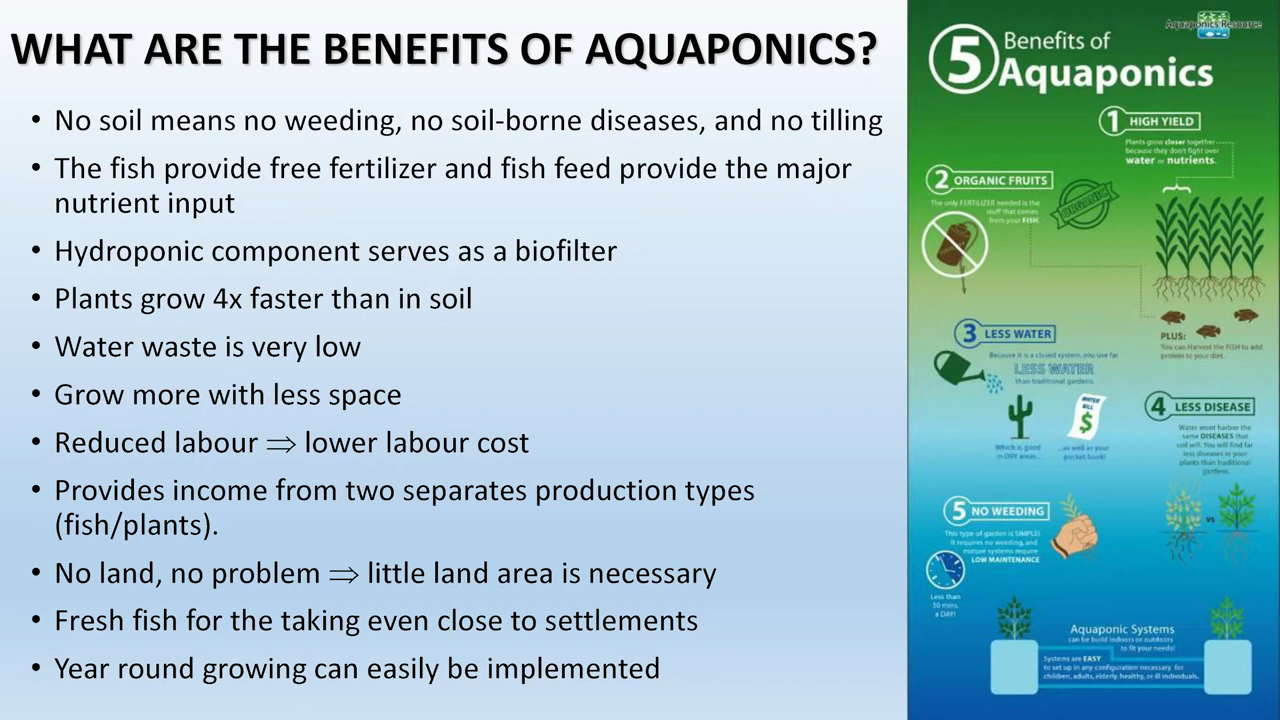 WHAT ARE THE BENEFITS OF AQUAPONICS?
• No soil means no weeding, no soil-borne diseases, and no tilling
• The fish provide free fertilizer and fish feed provide the major
nutrient input
• Hydroponic component serves as a biofilter
• Plants grow 4x faster than in soil
• Water waste is very low
• Grow more with less space
• Reduced labour ⇒ lower labour cost
• Provides income from two separates production types
(fish/plants).
• No land, no problem ⇒ little land area is necessary
• Fresh fish for the taking even close to settlements
• Year round growing can easily be implemented
Aquaponics Resource
5 Benefits of
Aquaponics
1 HIGH YIELD
Plants grow closer together
because they don't fight over
water or nutrients.
2 ORGANIC FRUITS
The only FERTILIZER needed is the
stuff that comes
from your FISH.
ORGANIC
PLUS:
You can Harvest the FISH to add
protein to your diet.
3 LESS WATER
Because it is a closed system, you use far
LESS WATER
than traditional gardens.
WATER
BILL
$
Which is good
in DRY areas...
...as well as your
pocket book!
4 LESS DISEASE
Water wont harbor the
same DISEASES that
soil will. You will find far
less diseases in your
plants than traditional
gardens.
VS
5 NO WEEDING
This type of garden is SIMPLE!
It requires no weeding, and
mature systems require
LOW MAINTENANCE
Less than
30 mins.
a DAY!
Aquaponic Systems
can be build indoors or outdoors
to fit your needs!
Systems are EASY
to set up in any configuration necessary for
children, adults, elderly, healthy, or ill individuals.